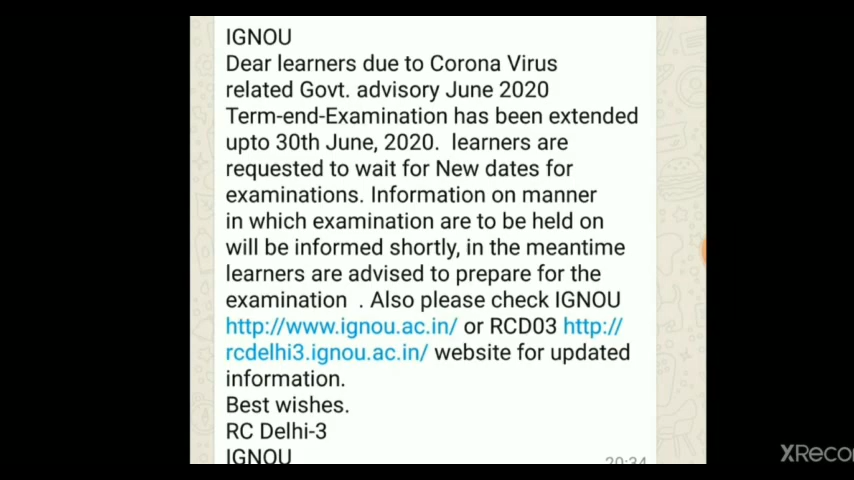 IGNOU
Dear learners due to Corona Virus
related Govt. advisory June 2020
Term-end-Examination has been extended
upto 30th June, 2020.  learners are
requested to wait for New dates for
examinations. Information on manner
in which examination are to be held on
will be informed shortly, in the meantime
learners are advised to prepare for the
examination  . Also please check IGNOU
http://www.ignou.ac.in/ or RCD03 http://
rcdelhi3.ignou.ac.in/ website for updated
information.
Best wishes.
RC Delhi-3
IGNOU
20:34
XRecor